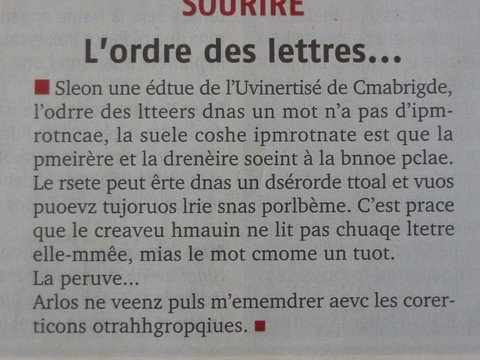 SOURIRE
L'ordre des lettres...
■ Sleon une édtue de l'Uvinertisé de Cmabrigde,
l'odrre des ltteers dnas un mot n'a pas d'ipm-
rotncae, la suele coshe ipmrotnate est que la
pmeirère et la drenèire soeint à la bnnoe pclae.
Le rsete peut êrte dnas un dsérorde ttoal et vuos
puoevz tujoruos lrie snas porlbème. C'est prace
que le creaveu hmauin ne lit pas chuaqe ltetre
elle-mmêe, mias le mot cmome un tuot.
La peruve...
Arlos ne veenz puls m'ememdrer aevc les corer-
ticons otrahhgropqiues. ■